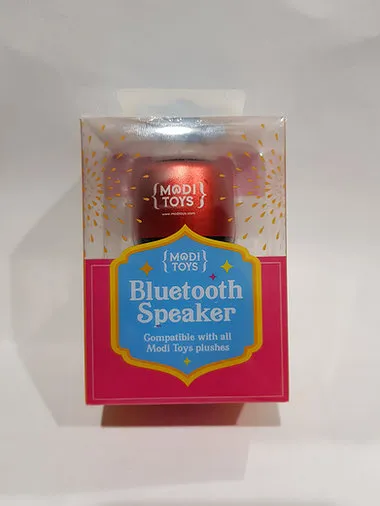 {MODI}
{TOYS}
www.moditoys.com
{MODI}
{TOYS}
Bluetooth
Speaker
Compatible with all
Modi Toys plushes